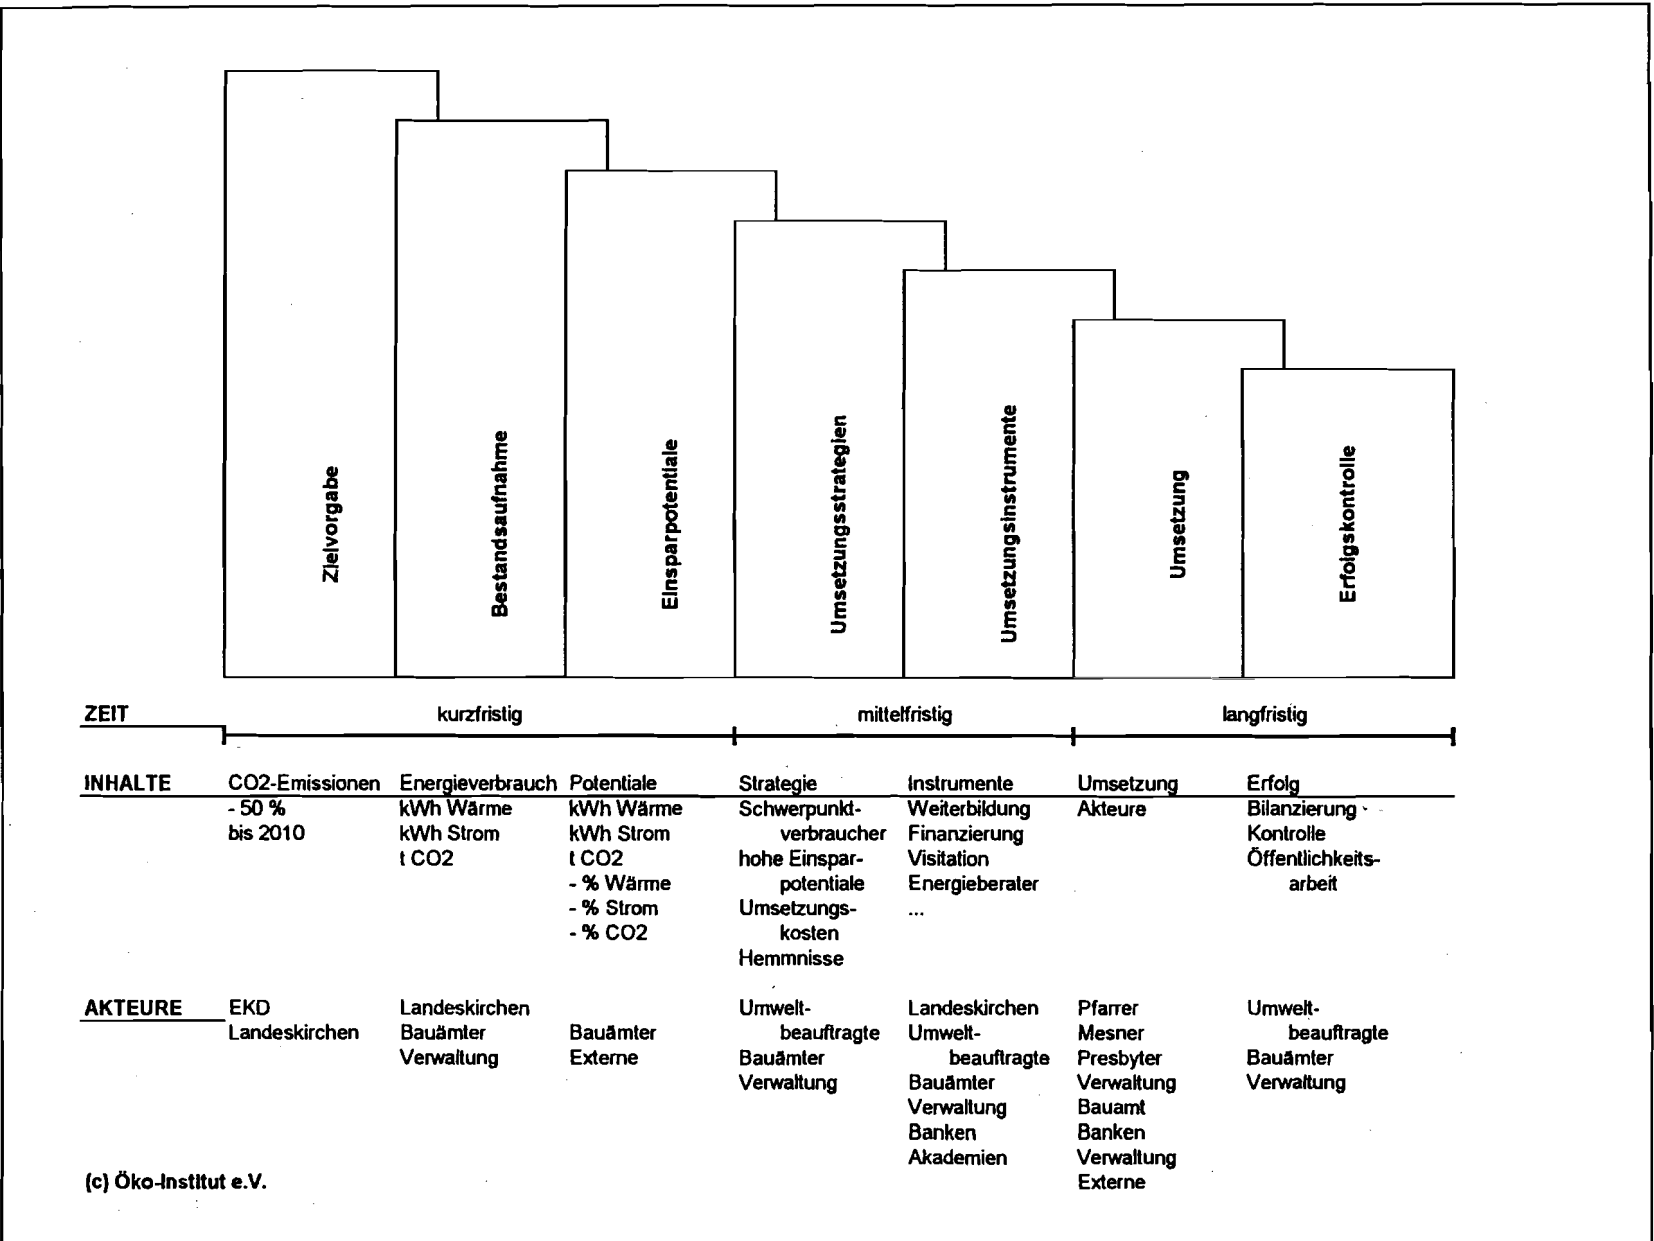 Zielvorgabe
Bestandsaufnahme
Einsparpotentiale
Umsetzungsstrategien
Umsetzungsinstrumente
Umsetzung
Erfolgskontrolle
ZEIT kurzfristig mittelfristig langfristig
INHALTE CO2-Emissionen Energieverbrauch Potentiale Strategie Instrumente Umsetzung Erfolg
- 50 % kWh Wärme kWh Wärme Schwerpunkt- Weiterbildung Akteure Bilanzierung
bis 2010 kWh Strom kWh Strom verbraucher Finanzierung Kontrolle
t CO2 t CO2 hohe Einspar- Visitation Öffentlichkeits-
- % Wärme potentiale Energieberater arbeit
- % Strom Umsetzungs- ...
- % CO2 kosten
Hemmnisse
AKTEURE EKD Landeskirchen Umwelt- Landeskirchen Pfarrer Umwelt-
Landeskirchen Bauämter Bauämter beauftragte Umwelt- Mesner beauftragte
Verwaltung Externe Bauämter beauftragte Presbyter Bauämter
Verwaltung Bauämter Verwaltung Verwaltung
Verwaltung Bauamt
Banken Banken
Akademien Verwaltung
(c) Öko-Institut e.V. Externe